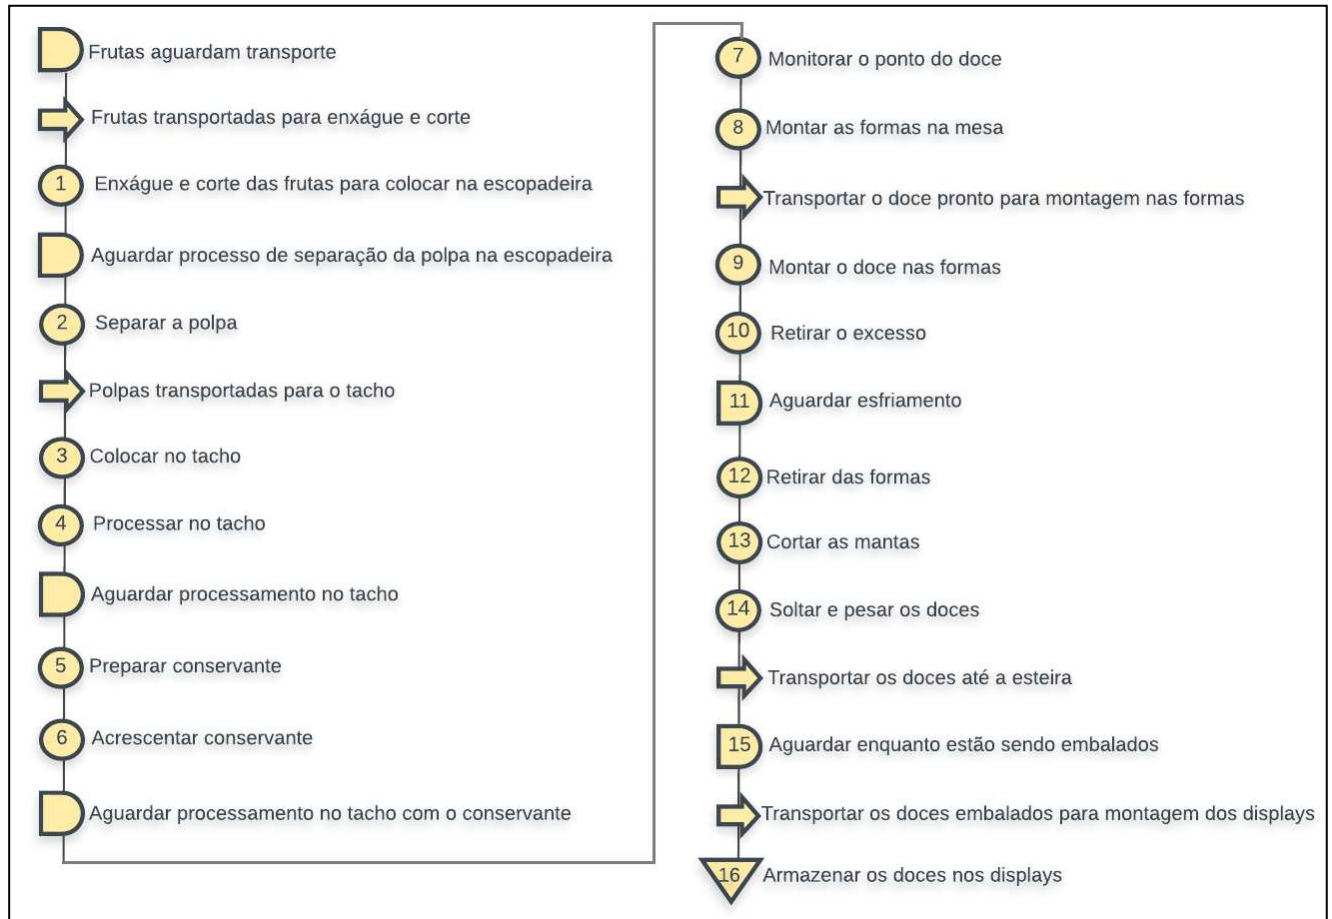 Frutas aguardam transporte
Frutas transportadas para enxágue e corte
1 Enxágue e corte das frutas para colocar na escopadeira
Aguardar processo de separação da polpa na escopadeira
2 Separar a polpa
Polpas transportadas para o tacho
3 Colocar no tacho
4 Processar no tacho
Aguardar processamento no tacho
5 Preparar conservante
6 Acrescentar conservante
Aguardar processamento no tacho com o conservante
7 Monitorar o ponto do doce
8 Montar as formas na mesa
Transportar o doce pronto para montagem nas formas
9 Montar o doce nas formas
10 Retirar o excesso
11 Aguardar esfriamento
12 Retirar das formas
13 Cortar as mantas
14 Soltar e pesar os doces
Transportar os doces até a esteira
15 Aguardar enquanto estão sendo embalados
Transportar os doces embalados para montagem dos displays
16 Armazenar os doces nos displays